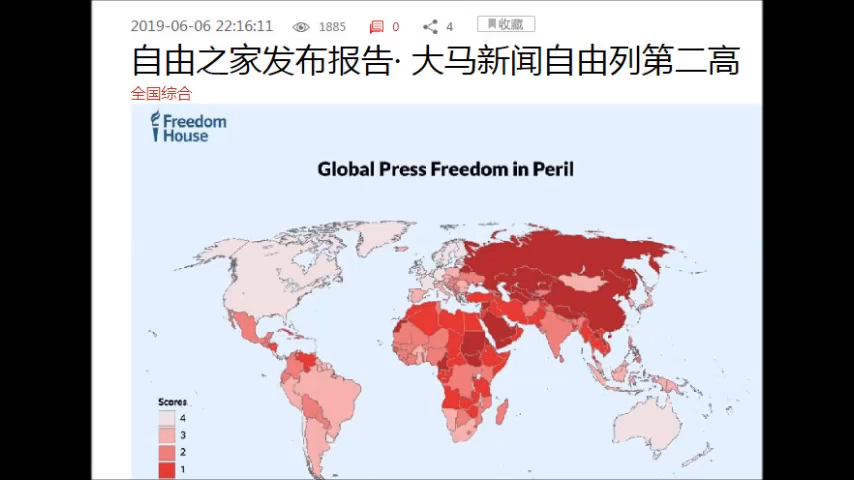 2019-06-06 22:16:11 1885 0 4 收藏
自由之家发布报告· 大马新闻自由列第二高
全国综合
Freedom
House
Global Press Freedom in Peril
Scores
4
3
2
1